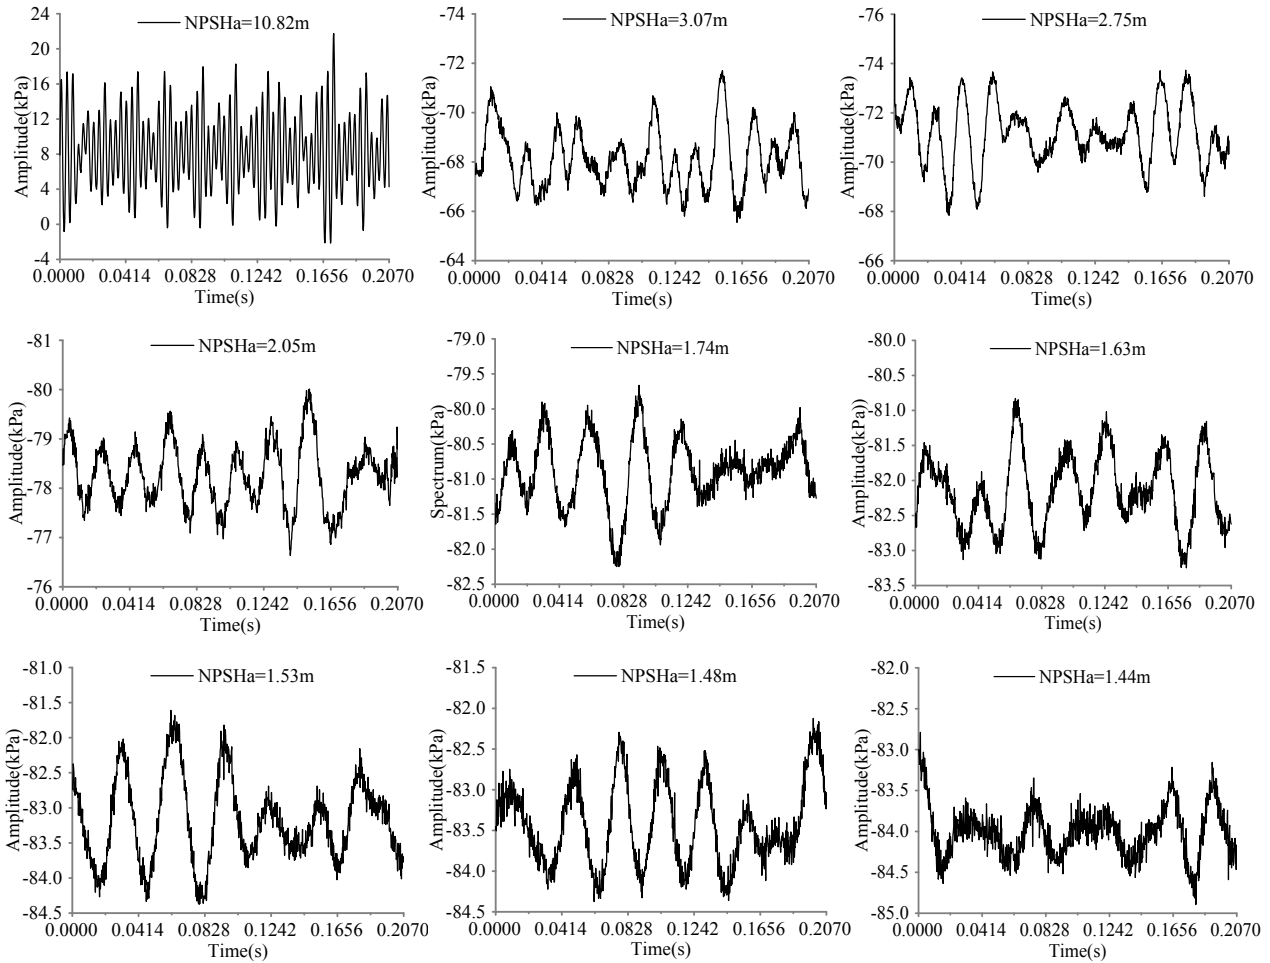 NPSHa=10.82m
Amplitude(kPa)
24
20
16
12
8
4
0
-4
0.0000 0.0414 0.0828 0.1242 0.1656 0.2070
Time(s)
NPSHa=3.07m
Amplitude(kPa)
-74
-72
-70
-68
-66
-64
0.0000 0.0414 0.0828 0.1242 0.1656 0.2070
Time(s)
NPSHa=2.75m
Amplitude(kPa)
-76
-74
-72
-70
-68
-66
0.0000 0.0414 0.0828 0.1242 0.1656 0.2070
Time(s)
NPSHa=2.05m
Amplitude(kPa)
-81
-80
-79
-78
-77
-76
0.0000 0.0414 0.0828 0.1242 0.1656 0.2070
Time(s)
NPSHa=1.74m
Spectrum(kPa)
-79.0
-79.5
-80.0
-80.5
-81.0
-81.5
-82.0
-82.5
0.0000 0.0414 0.0828 0.1242 0.1656 0.2070
Time(s)
NPSHa=1.63m
Amplitude(kPa))
-80.0
-80.5
-81.0
-81.5
-82.0
-82.5
-83.0
-83.5
0.0000 0.0414 0.0828 0.1242 0.1656 0.2070
Time(s)
NPSHa=1.53m
Amplitude(kPa)
-81.0
-81.5
-82.0
-82.5
-83.0
-83.5
-84.0
-84.5
0.0000 0.0414 0.0828 0.1242 0.1656 0.2070
Time(s)
NPSHa=1.48m
Amplitude(kPa)
-81.5
-82.0
-82.5
-83.0
-83.5
-84.0
-84.5
0.0000 0.0414 0.0828 0.1242 0.1656 0.2070
Time(s)
NPSHa=1.44m
Amplitude(kPa)
-82.0
-82.5
-83.0
-83.5
-84.0
-84.5
-85.0
0.0000 0.0414 0.0828 0.1242 0.1656 0.2070
Time(s)